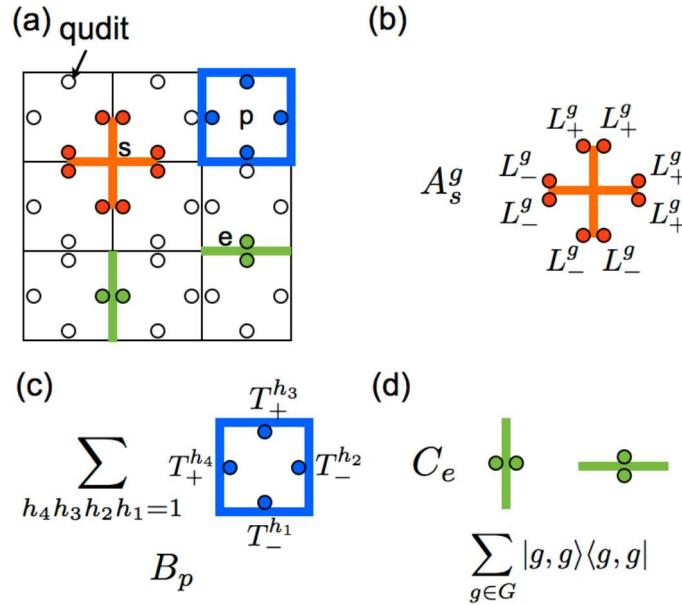 (a)
qudit
p
s
e
(b)
A_s^g
L_+^g L_+^g
L_-^g L_+^g
L_-^g L_+^g
L_-^g L_-^g
(c)
T_+^{h_3}
∑ T_+^{h_4} T_-^{h_2}
h_4h_3h_2h_1=1
T_-^{h_1}
B_p
(d)
C_e
∑ |g, g⟩⟨g, g|
g∈G